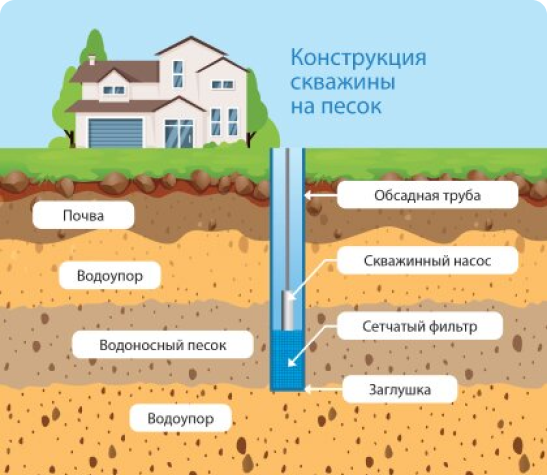 Конструкция
скважины
на песок
Обсадная труба
Почва
Скважинный насос
Водоупор
Сетчатый фильтр
Водоносный песок
Заглушка
Водоупор